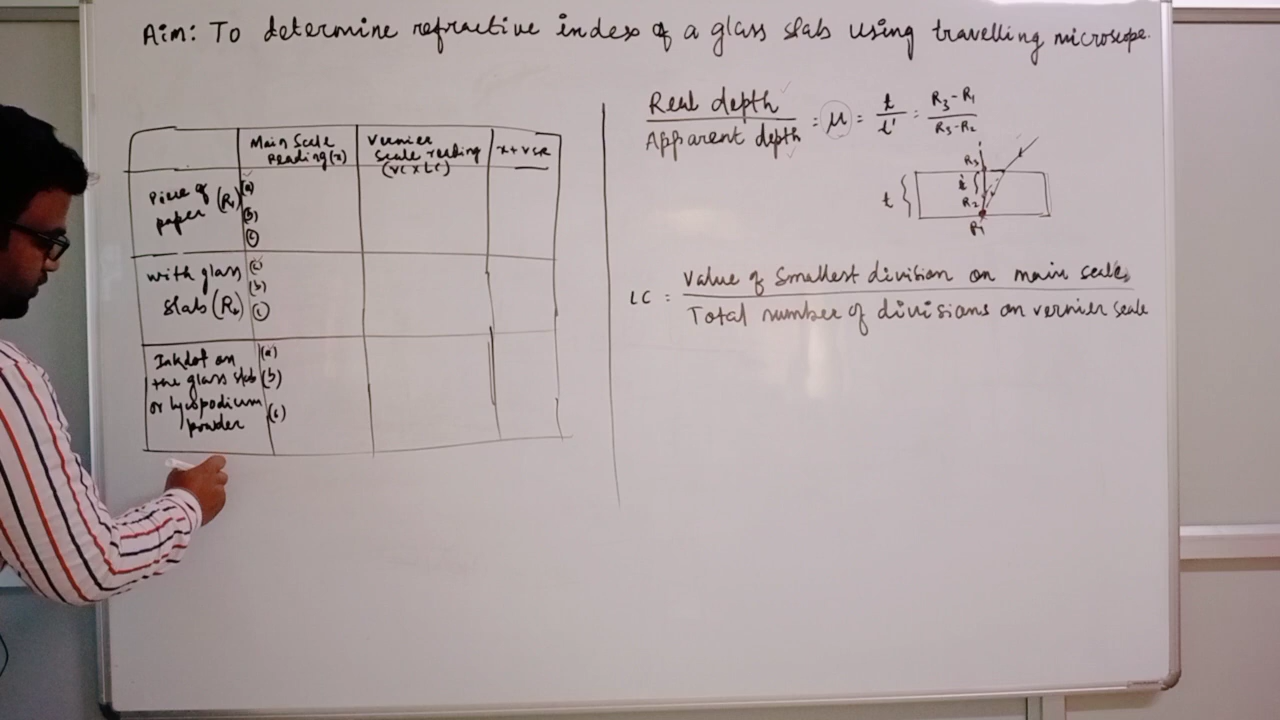 Aim: To determine refractive index of a glass slab using travelling microscope.
Main Scale Reading (x)
Vernier Scale reading (VC x LC)
x + VSR
Piece of paper (R₁)
(a)
(b)
(c)
with glass slab (R₂)
(a)
(b)
(c)
Inkdot on the glass slab or lycopodium powder
(a)
(b)
(c)
Real depth / Apparent depth = μ = t / t' = R₃-R₁ / R₃-R₂
R₃
t
R₂
R₁
LC = Value of Smallest division on main scale
Total number of divisions on vernier scale